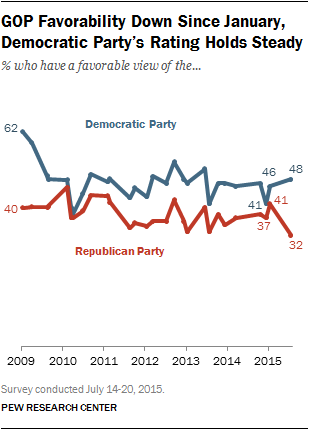 GOP Favorability Down Since January,
Democratic Party's Rating Holds Steady
% who have a favorable view of the...
62
Democratic Party
46
48
40
41
41
37
Republican Party
32
2009 2010 2011 2012 2013 2014 2015
Survey conducted July 14-20, 2015.
PEW RESEARCH CENTER